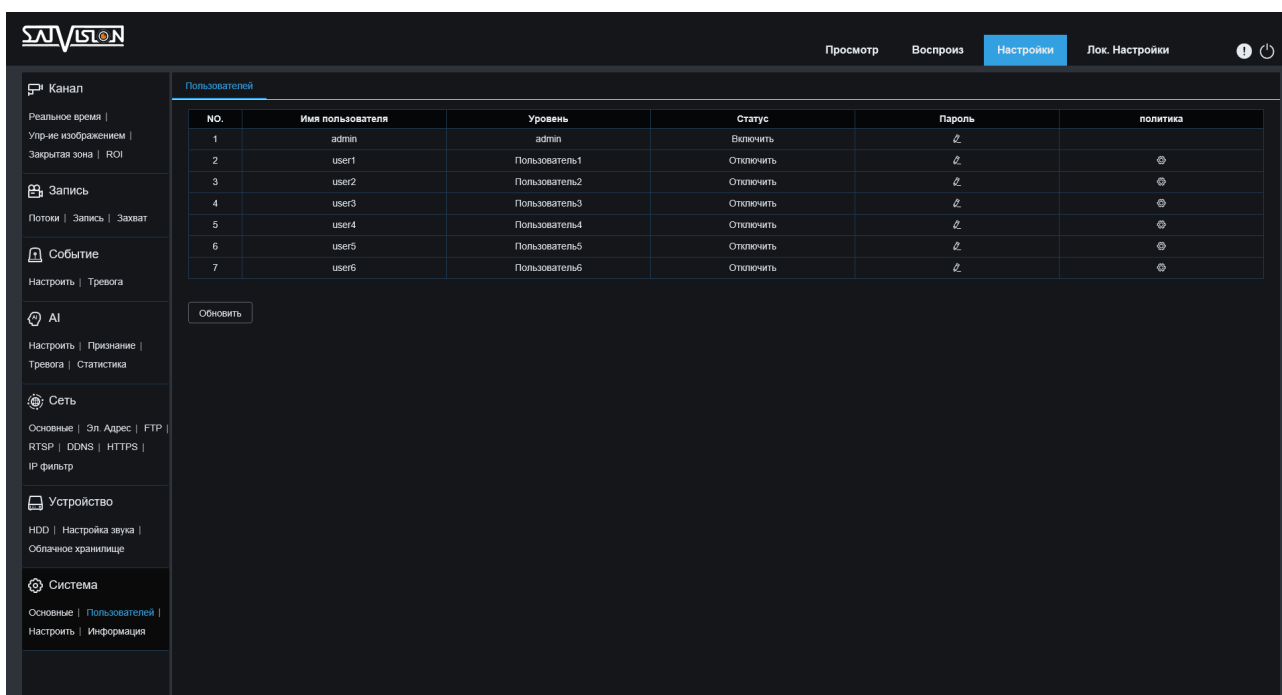 SATVISION
Просмотр Воспроиз Настройки Лок. Настройки
Канал
Реальное время |
Упр-ие изображением |
Закрытая зона | ROI
Запись
Потоки | Запись | Захват
Событие
Настроить | Тревога
AI
Настроить | Признание |
Тревога | Статистика
Сеть
Основные | Эл. Адрес | FTP |
RTSP | DDNS | HTTPS |
IP фильтр
Устройство
HDD | Настройка звука |
Облачное хранилище
Система
Основные | Пользователей |
Настроить | Информация
Пользователей
NO. Имя пользователя Уровень Статус Пароль политика
1 admin admin Включить
2 user1 Пользователь1 Отключить
3 user2 Пользователь2 Отключить
4 user3 Пользователь3 Отключить
5 user4 Пользователь4 Отключить
6 user5 Пользователь5 Отключить
7 user6 Пользователь6 Отключить
Обновить